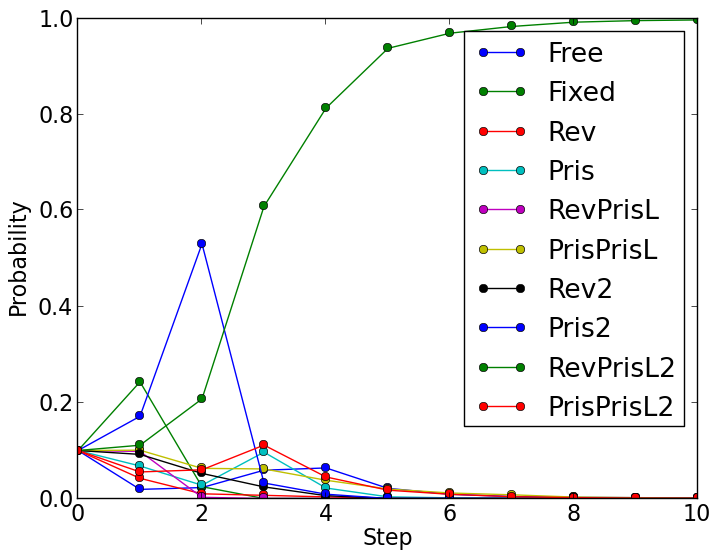 1.0
0.8
0.6
0.4
0.2
0.0
0 2 4 6 8 10
Probability
Step
Free
Fixed
Rev
Pris
RevPrisL
PrisPrisL
Rev2
Pris2
RevPrisL2
PrisPrisL2